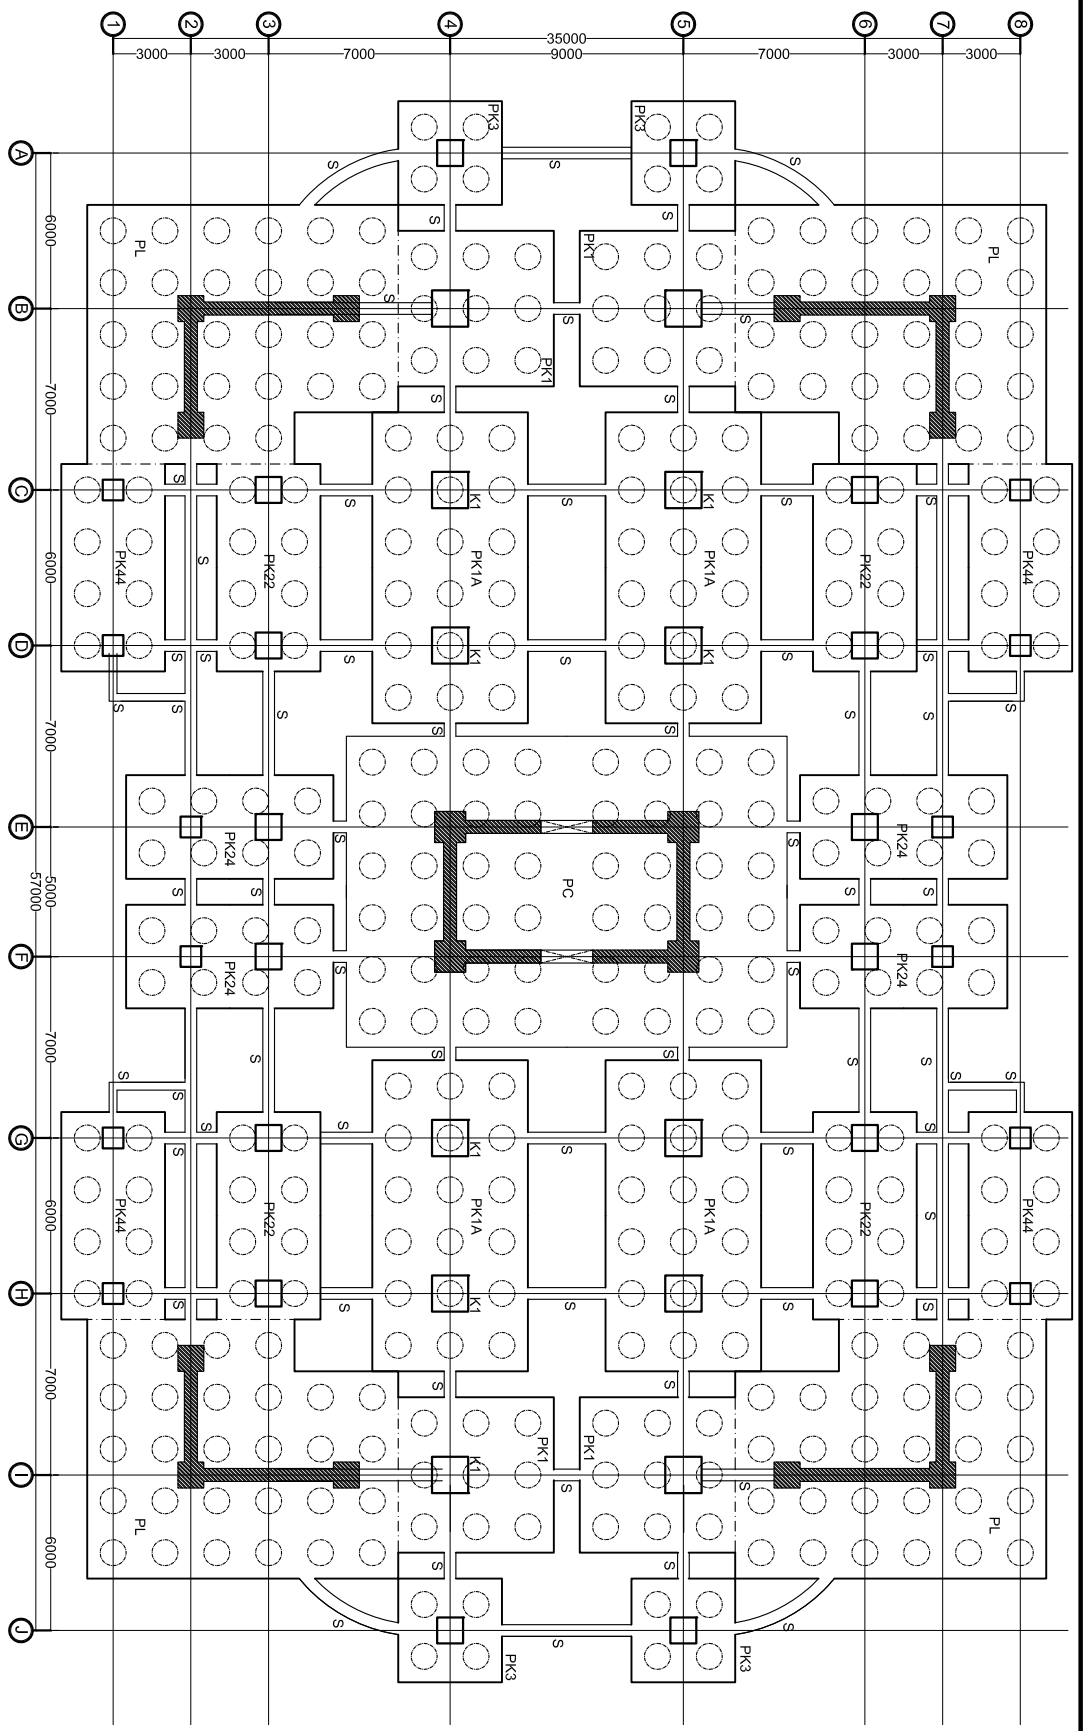 1 2 3 4 5 6 7 8
35000
3000 3000 7000 9000 7000 3000 3000
PK3 PK3
A S S S
S S
6000
PL PK1 PL
B S S S
PK1
7000 S S
C S S S S S
K1 K1
6000 PK44 S PK22 PK1A PK1A PK22 PK44
D S S S S S S
K1 K1
S S S S S S
7000 S S
E S S
PK24 PK24
5000 S S PC S S
57000
F S S
PK24 PK24
7000 S S S S
S S S S
S
G S S S S S S
K1
6000 PK44 PK22 PK1A PK1A PK22 S PK44
H S S S S S
K1
7000 S S
PK1 PK1
I K1 S S
PL PL
6000 S S
J S S S
PK3 PK3